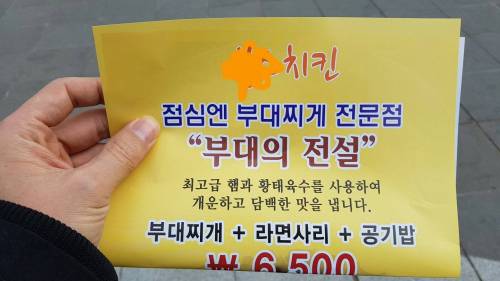 치킨
점심엔 부대찌게 전문점
“부대의 전설”
최고급 햄과 황태육수를 사용하여
개운하고 담백한 맛을 냅니다.
부대찌개 + 라면사리 + 공기밥
₩ 6,500